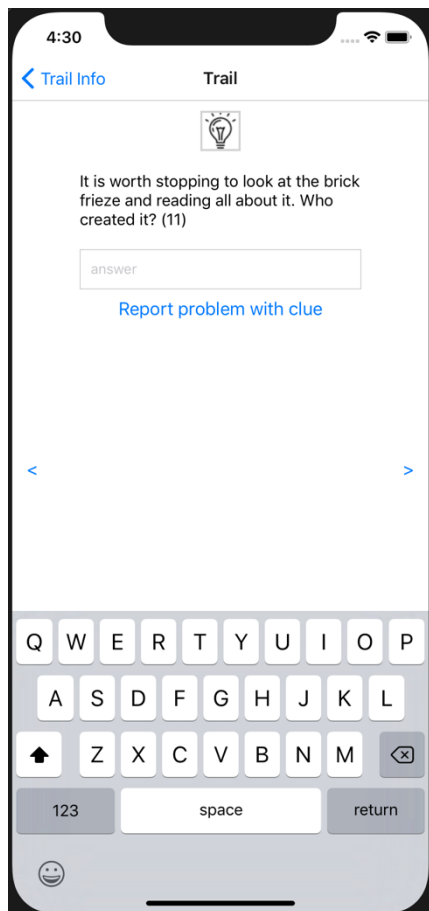 4:30
Trail Info
Trail
It is worth stopping to look at the brick
frieze and reading all about it. Who
created it? (11)
answer
Report problem with clue
< >
Q W E R T Y U I O P
A S D F G H J K L
Z X C V B N M
123 space return